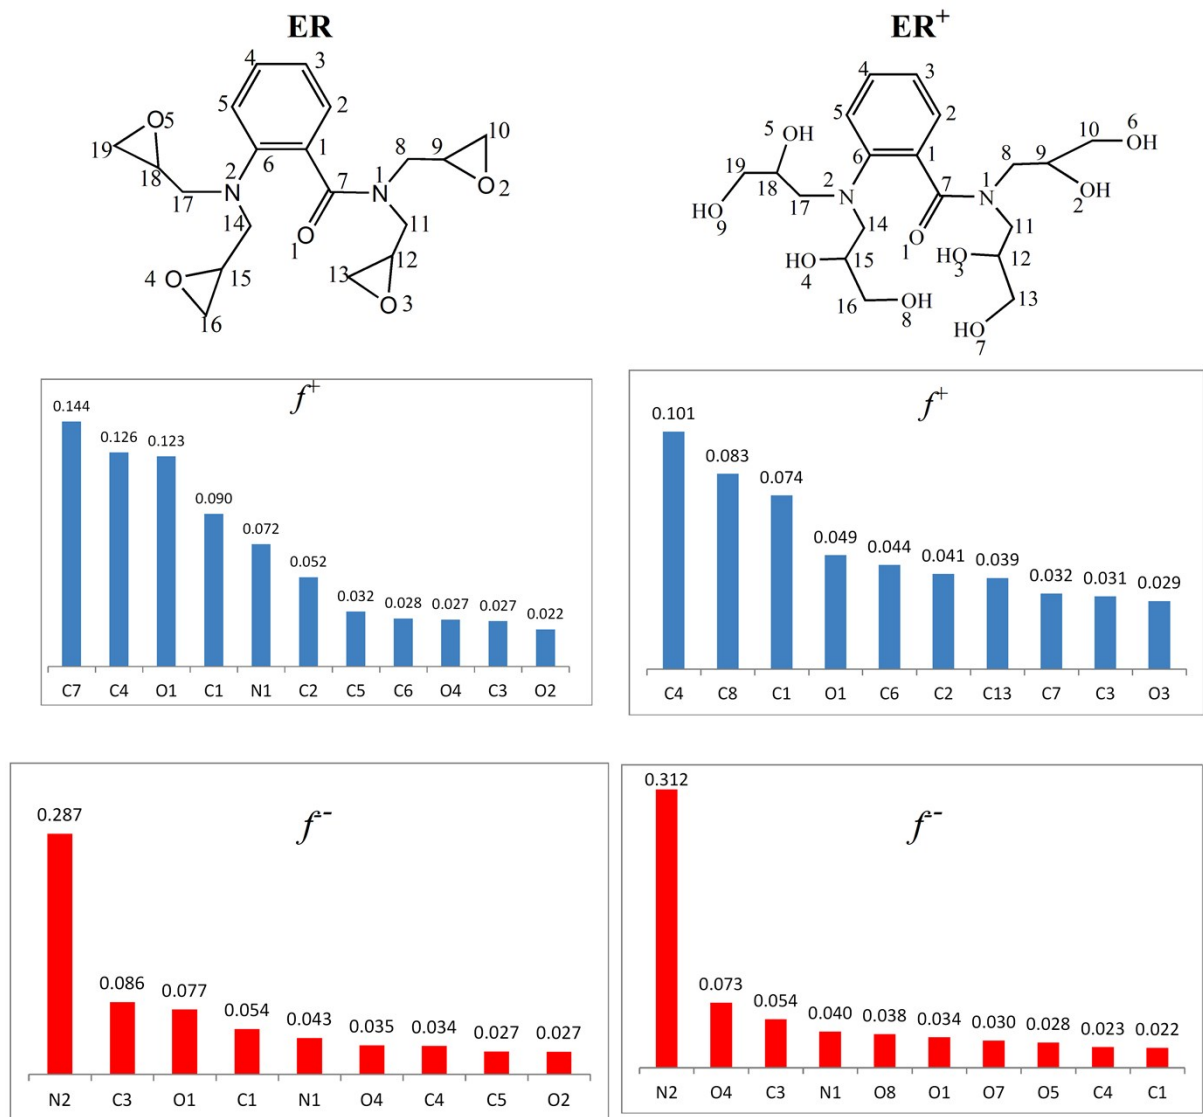 ER
4 3
O5 5 2
19 1 8 9 10
18 2 6 O
N 7 N1 2
17 14 O 11
1 13 12
4 O 15 O3
16
ER+
4 3
5 2 6
5 OH 10 OH
19 6 1 8 9
18 2 7 1 OH
HO N N 2
9 17 14 O 11
HO 15 1 HO 12
4 3
16 OH 13
8 HO
7
f+
0.144 0.126 0.123 0.090 0.072 0.052 0.032 0.028 0.027 0.027 0.022
C7 C4 O1 C1 N1 C2 C5 C6 O4 C3 O2
f+
0.101 0.083 0.074 0.049 0.044 0.041 0.039 0.032 0.031 0.029
C4 C8 C1 O1 C6 C2 C13 C7 C3 O3
f-
0.287 0.086 0.077 0.054 0.043 0.035 0.034 0.027 0.027
N2 C3 O1 C1 N1 O4 C4 C5 O2
f-
0.312 0.073 0.054 0.040 0.038 0.034 0.030 0.028 0.023 0.022
N2 O4 C3 N1 O8 O1 O7 O5 C4 C1